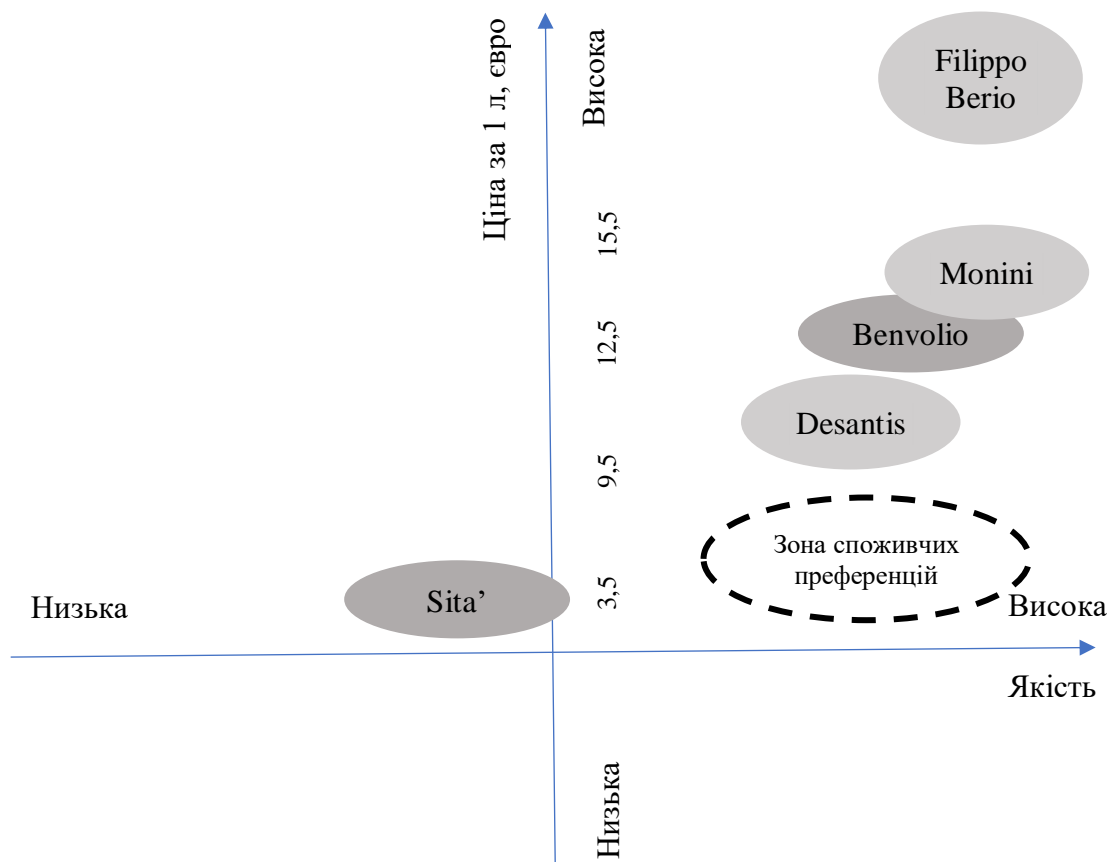 Ціна за 1 л, євро
Висока
Filippo
Berio
15,5
Monini
12,5
Benvolio
Desantis
9,5
Зона споживчих
преференцій
3,5
Sita’
Низька
Висока
Якість
Низька